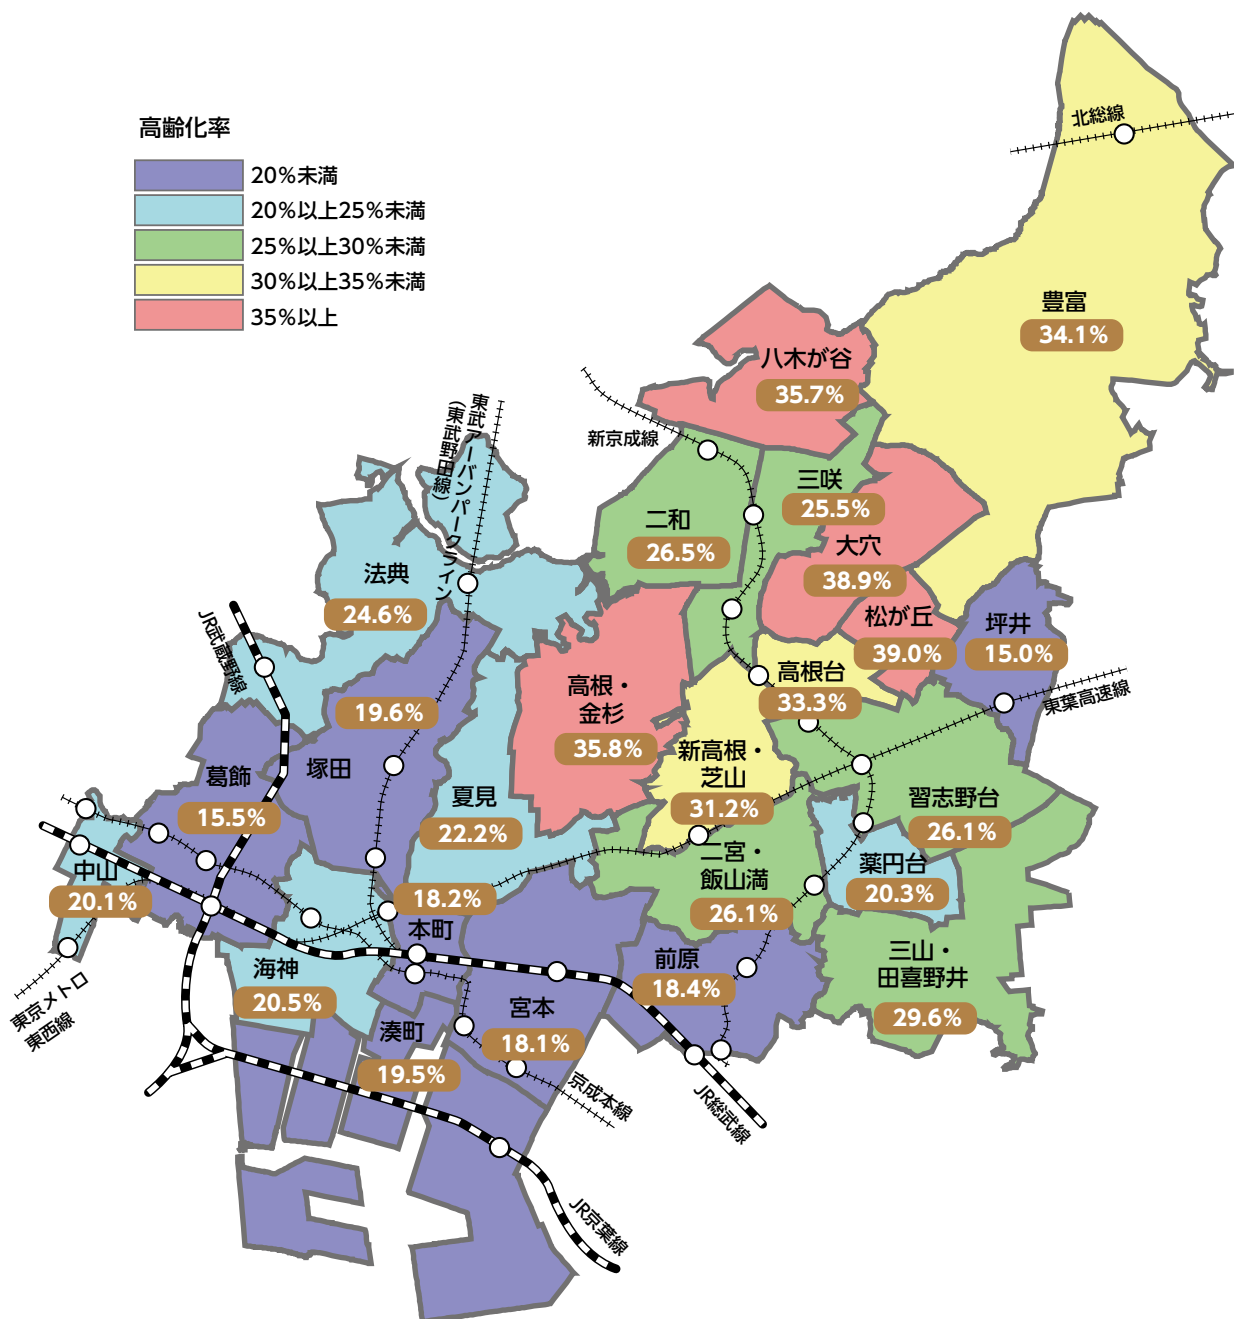 高齢化率
20%未満
20%以上25%未満
25%以上30%未満
30%以上35%未満
35%以上
北総線
豊富
34.1%
八木が谷
35.7%
新京成線
東武アーバンパークライン
(東武野田線)
三咲
25.5%
二和
26.5%
大穴
38.9%
法典
24.6%
松が丘
39.0%
坪井
15.0%
JR武蔵野線
高根台
33.3%
東葉高速線
高根・
金杉
35.8%
19.6%
塚田
新高根・
芝山
31.2%
葛飾
15.5%
夏見
22.2%
習志野台
26.1%
中山
20.1%
二宮・
飯山満
26.1%
薬円台
20.3%
18.2%
本町
海神
20.5%
前原
18.4%
三山・
田喜野井
29.6%
東京メトロ
東西線
湊町
19.5%
宮本
18.1%
京成本線
JR総武線
JR京葉線